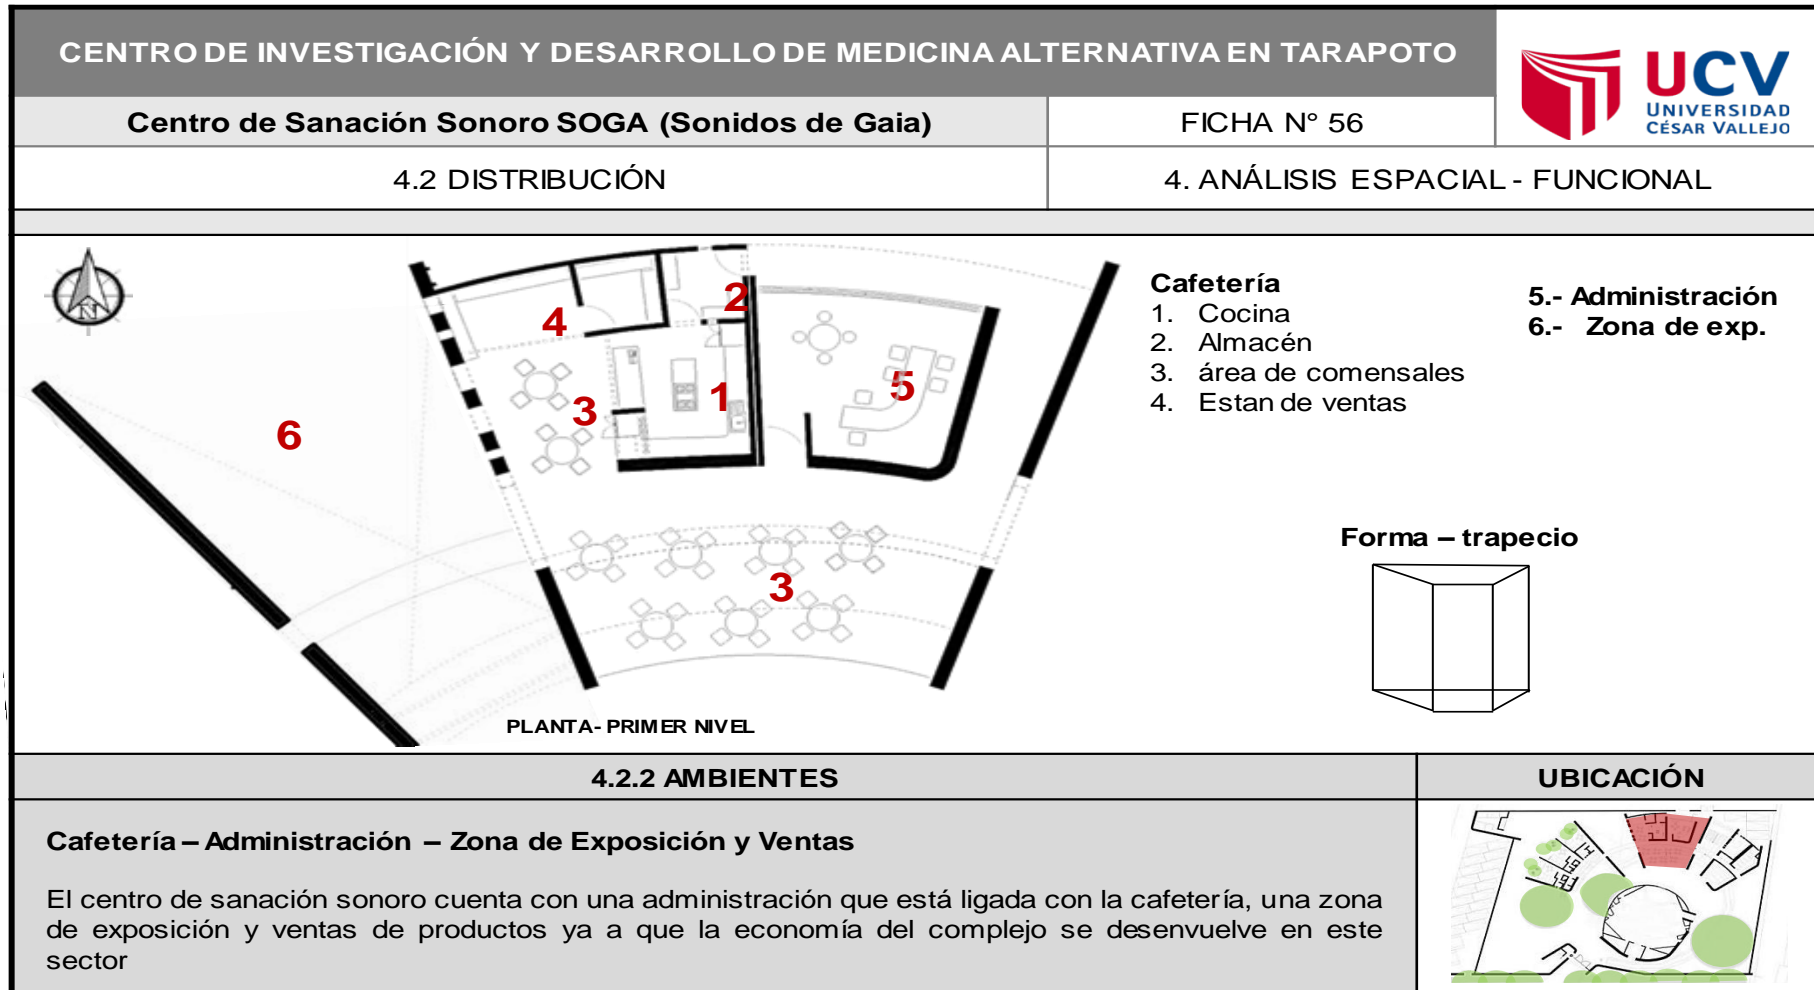 CENTRO DE INVESTIGACIÓN Y DESARROLLO DE MEDICINA ALTERNATIVA EN TARAPOTO
UCV
UNIVERSIDAD
CÉSAR VALLEJO
Centro de Sanación Sonoro SOGA (Sonidos de Gaia)
FICHA N° 56
4.2 DISTRIBUCIÓN
4. ANÁLISIS ESPACIAL - FUNCIONAL
N
2
4
1
3
5
6
3
PLANTA- PRIMER NIVEL
Cafetería
1. Cocina
2. Almacén
3. área de comensales
4. Estan de ventas
5.- Administración
6.- Zona de exp.
Forma – trapecio
4.2.2 AMBIENTES
UBICACIÓN
Cafetería – Administración – Zona de Exposición y Ventas
El centro de sanación sonoro cuenta con una administración que está ligada con la cafetería, una zona
de exposición y ventas de productos ya a que la economía del complejo se desenvuelve en este
sector